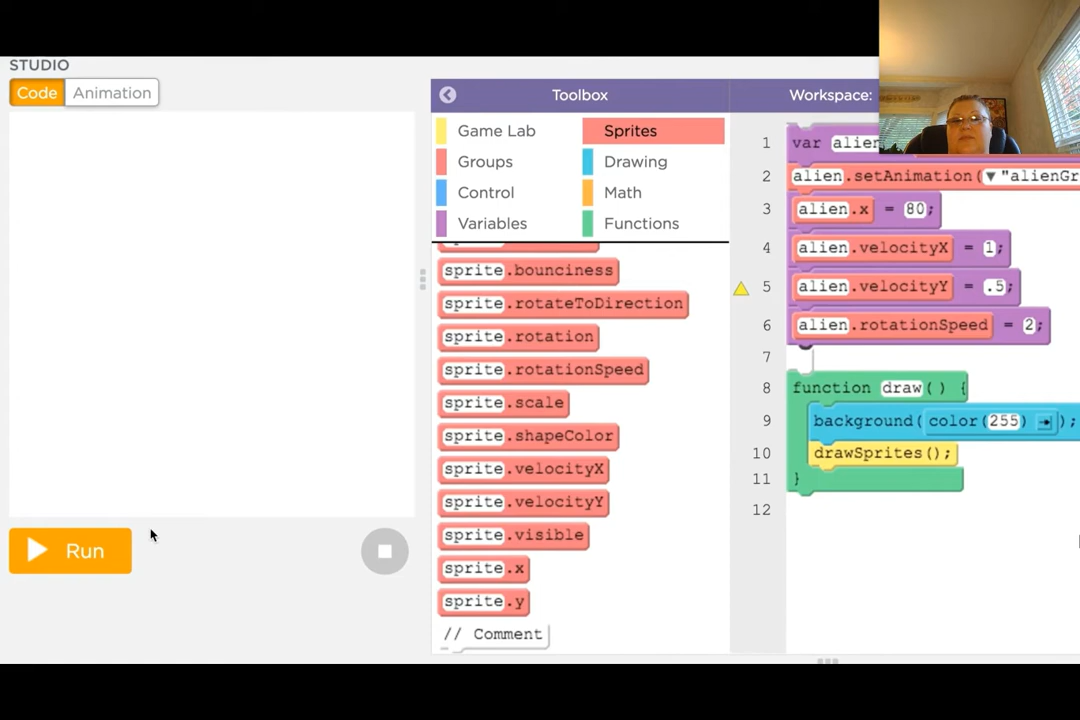 STUDIO
Code Animation
Run
Toolbox
Game Lab Sprites
Groups Drawing
Control Math
Variables Functions
sprite.bounciness
sprite.rotateToDirection
sprite.rotation
sprite.rotationSpeed
sprite.scale
sprite.shapeColor
sprite.velocityX
sprite.velocityY
sprite.visible
sprite.x
sprite.y
// Comment
Workspace:
1 var alien
2 alien.setAnimation( ▼ "alienGr
3 alien.x = 80;
4 alien.velocityX = 1;
5 alien.velocityY = .5;
6 alien.rotationSpeed = 2;
7
8 function draw() {
9 background( color(255) );
10 drawSprites();
11 }
12